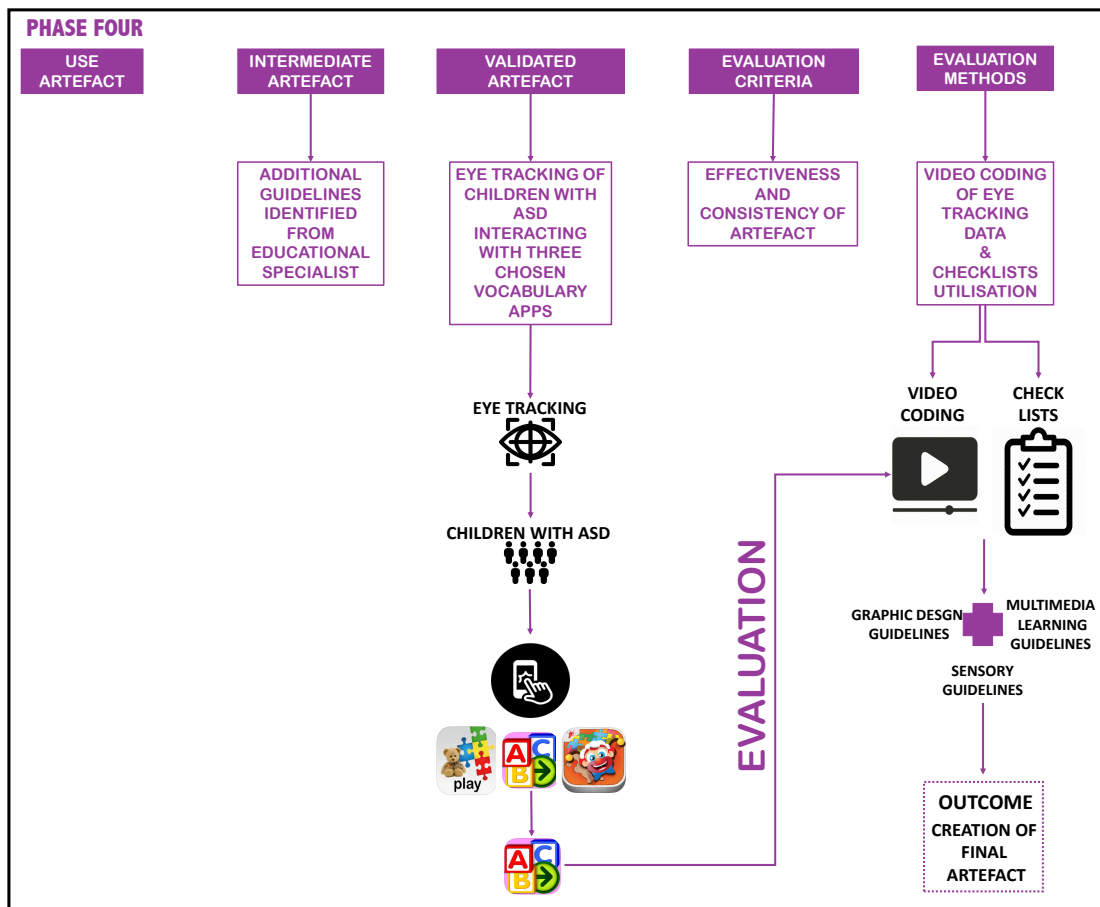 PHASE FOUR
USE
ARTEFACT
INTERMEDIATE
ARTEFACT
VALIDATED
ARTEFACT
EVALUATION
CRITERIA
EVALUATION
METHODS
ADDITIONAL
GUIDELINES
IDENTIFIED
FROM
EDUCATIONAL
SPECIALIST
EYE TRACKING OF
CHILDREN WITH
ASD
INTERACTING
WITH THREE
CHOSEN
VOCABULARY
APPS
EFFECTIVENESS
AND
CONSISTENCY OF
ARTEFACT
VIDEO CODING
OF EYE
TRACKING
DATA
&
CHECKLISTS
UTILISATION
EYE TRACKING
CHILDREN WITH ASD
play
A C
B
A C
B
EVALUATION
VIDEO
CODING
CHECK
LISTS
GRAPHIC DESGN
GUIDELINES
MULTIMEDIA
LEARNING
GUIDELINES
SENSORY
GUIDELINES
OUTCOME
CREATION OF
FINAL
ARTEFACT